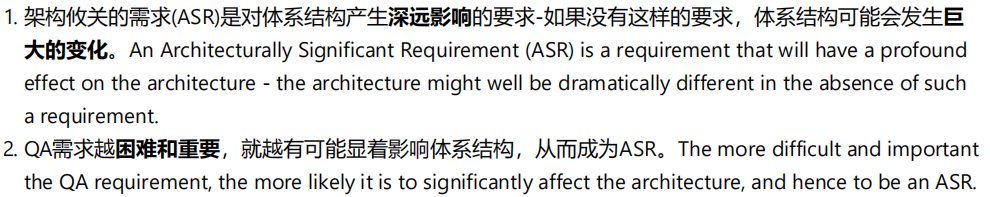 1. 架构攸关的需求(ASR)是对体系结构产生深远影响的要求-如果没有这样的要求，体系结构可能会发生巨
大的变化。An Architecturally Significant Requirement (ASR) is a requirement that will have a profound
effect on the architecture - the architecture might well be dramatically different in the absence of such
a requirement.
2. QA需求越困难和重要，就越有可能显着影响体系结构，从而成为ASR。The more difficult and important
the QA requirement, the more likely it is to significantly affect the architecture, and hence to be an ASR.